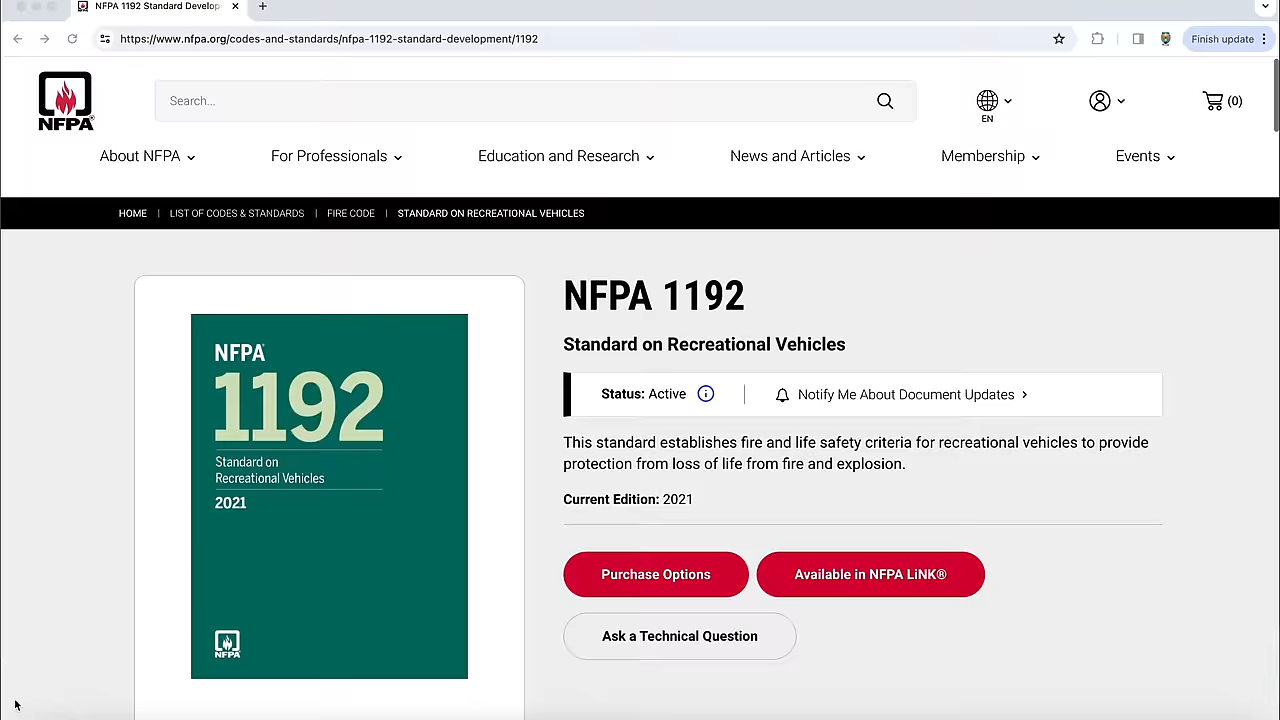 NFPA 1192 Standard Develop
https://www.nfpa.org/codes-and-standards/nfpa-1192-standard-development/1192
Finish update
NFPA
Search...
EN
(0)
About NFPA
For Professionals
Education and Research
News and Articles
Membership
Events
HOME | LIST OF CODES & STANDARDS | FIRE CODE | STANDARD ON RECREATIONAL VEHICLES
NFPA
1192
Standard on
Recreational Vehicles
2021
NFPA
NFPA 1192
Standard on Recreational Vehicles
Status: Active
Notify Me About Document Updates
This standard establishes fire and life safety criteria for recreational vehicles to provide
protection from loss of life from fire and explosion.
Current Edition: 2021
Purchase Options
Available in NFPA LiNK®
Ask a Technical Question